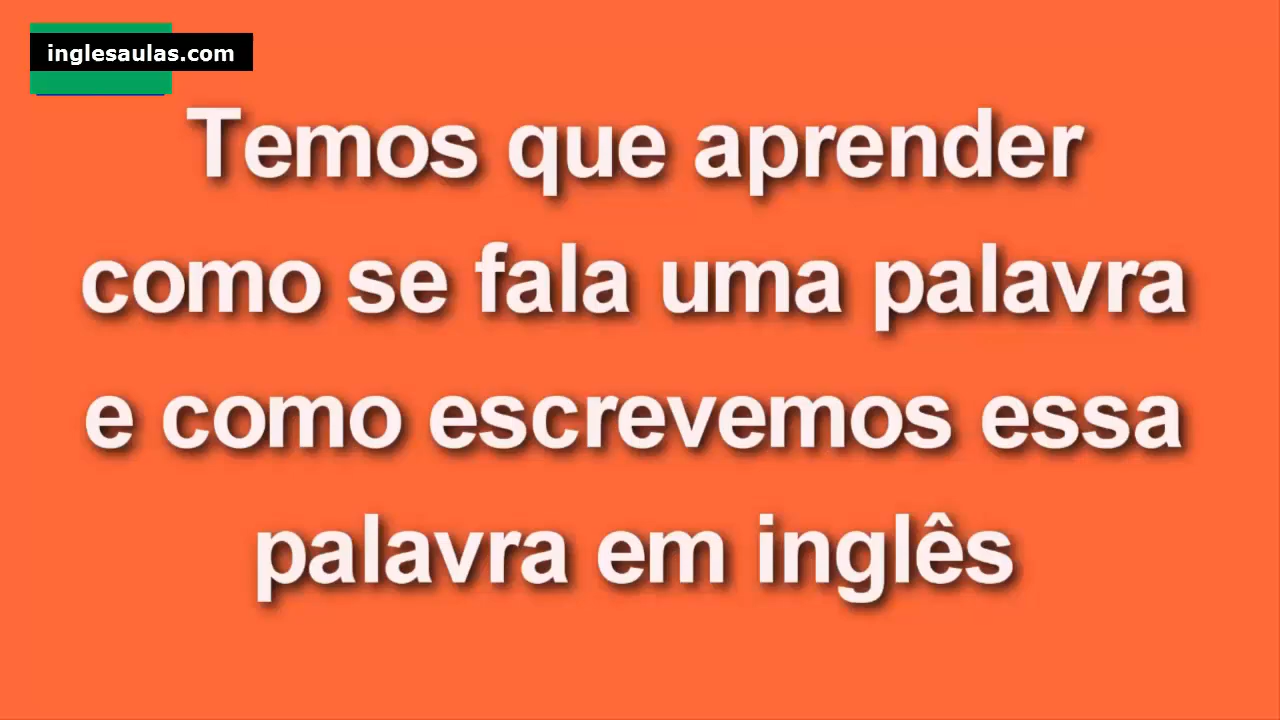 inglesaulas.com
Temos que aprender
como se fala uma palavra
e como escrevemos essa
palavra em inglês